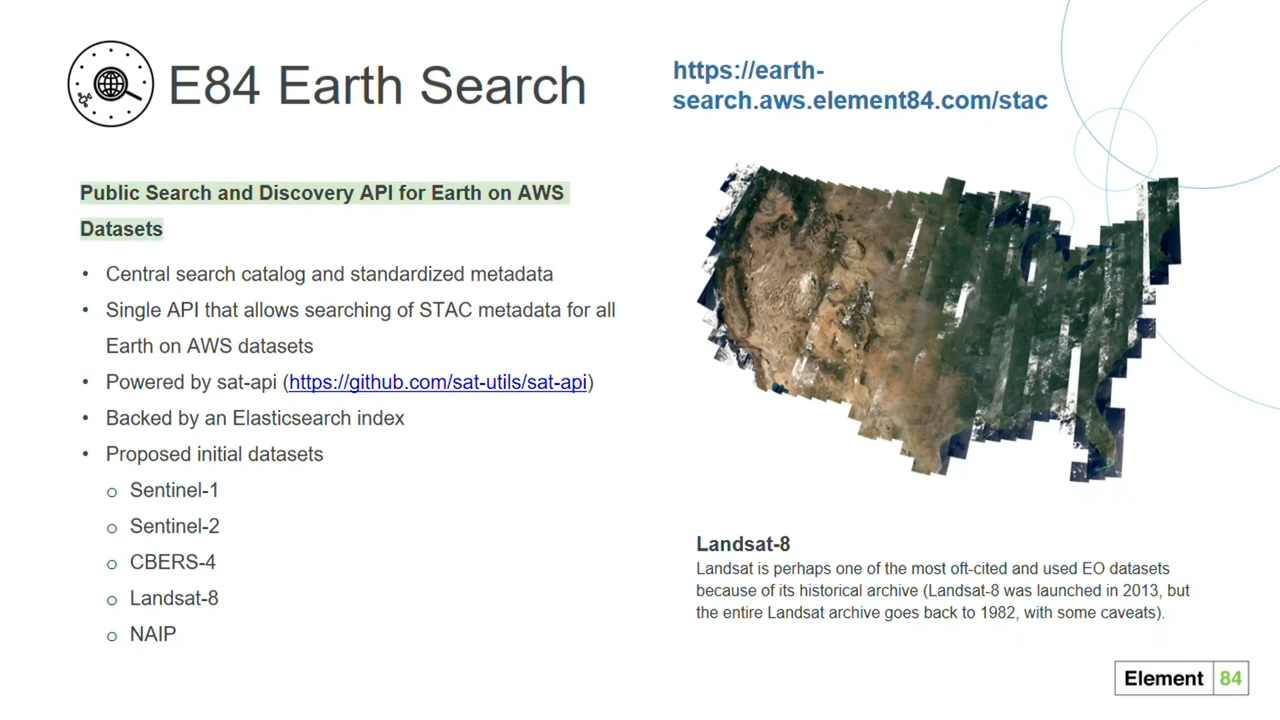 E84 Earth Search
https://earth-
search.aws.element84.com/stac
Public Search and Discovery API for Earth on AWS
Datasets
• Central search catalog and standardized metadata
• Single API that allows searching of STAC metadata for all
Earth on AWS datasets
• Powered by sat-api (https://github.com/sat-utils/sat-api)
• Backed by an Elasticsearch index
• Proposed initial datasets
o Sentinel-1
o Sentinel-2
o CBERS-4
o Landsat-8
o NAIP
Landsat-8
Landsat is perhaps one of the most oft-cited and used EO datasets
because of its historical archive (Landsat-8 was launched in 2013, but
the entire Landsat archive goes back to 1982, with some caveats).
Element 84